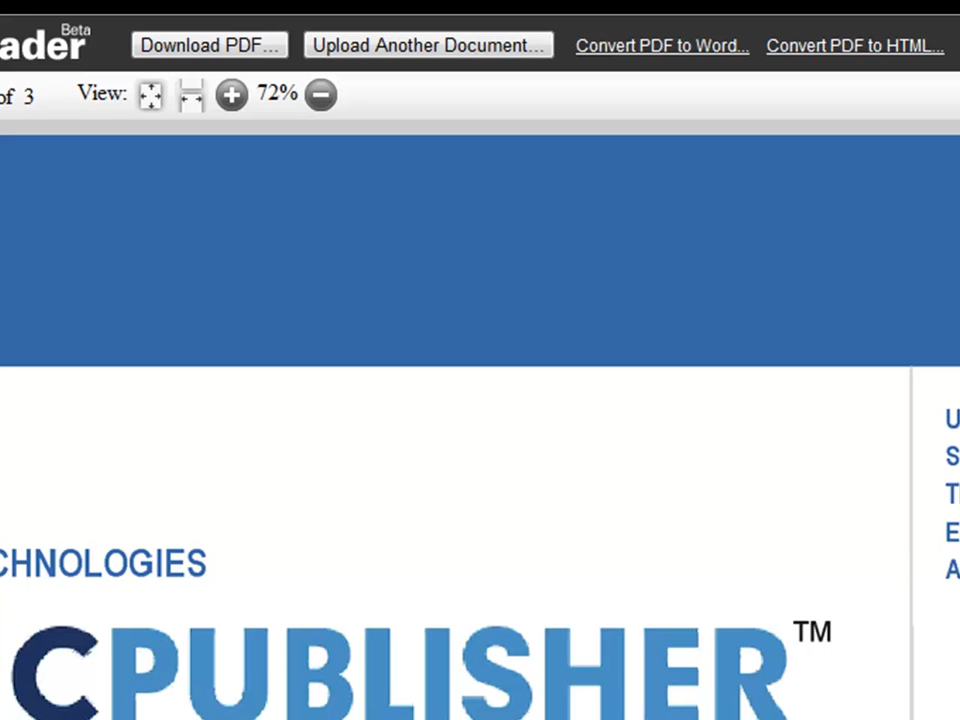 ader Beta Download PDF... Upload Another Document... Convert PDF to Word... Convert PDF to HTML...
of 3 View: 72%
U
S
T
E
A
CHNOLOGIES
CPUBLISHER™